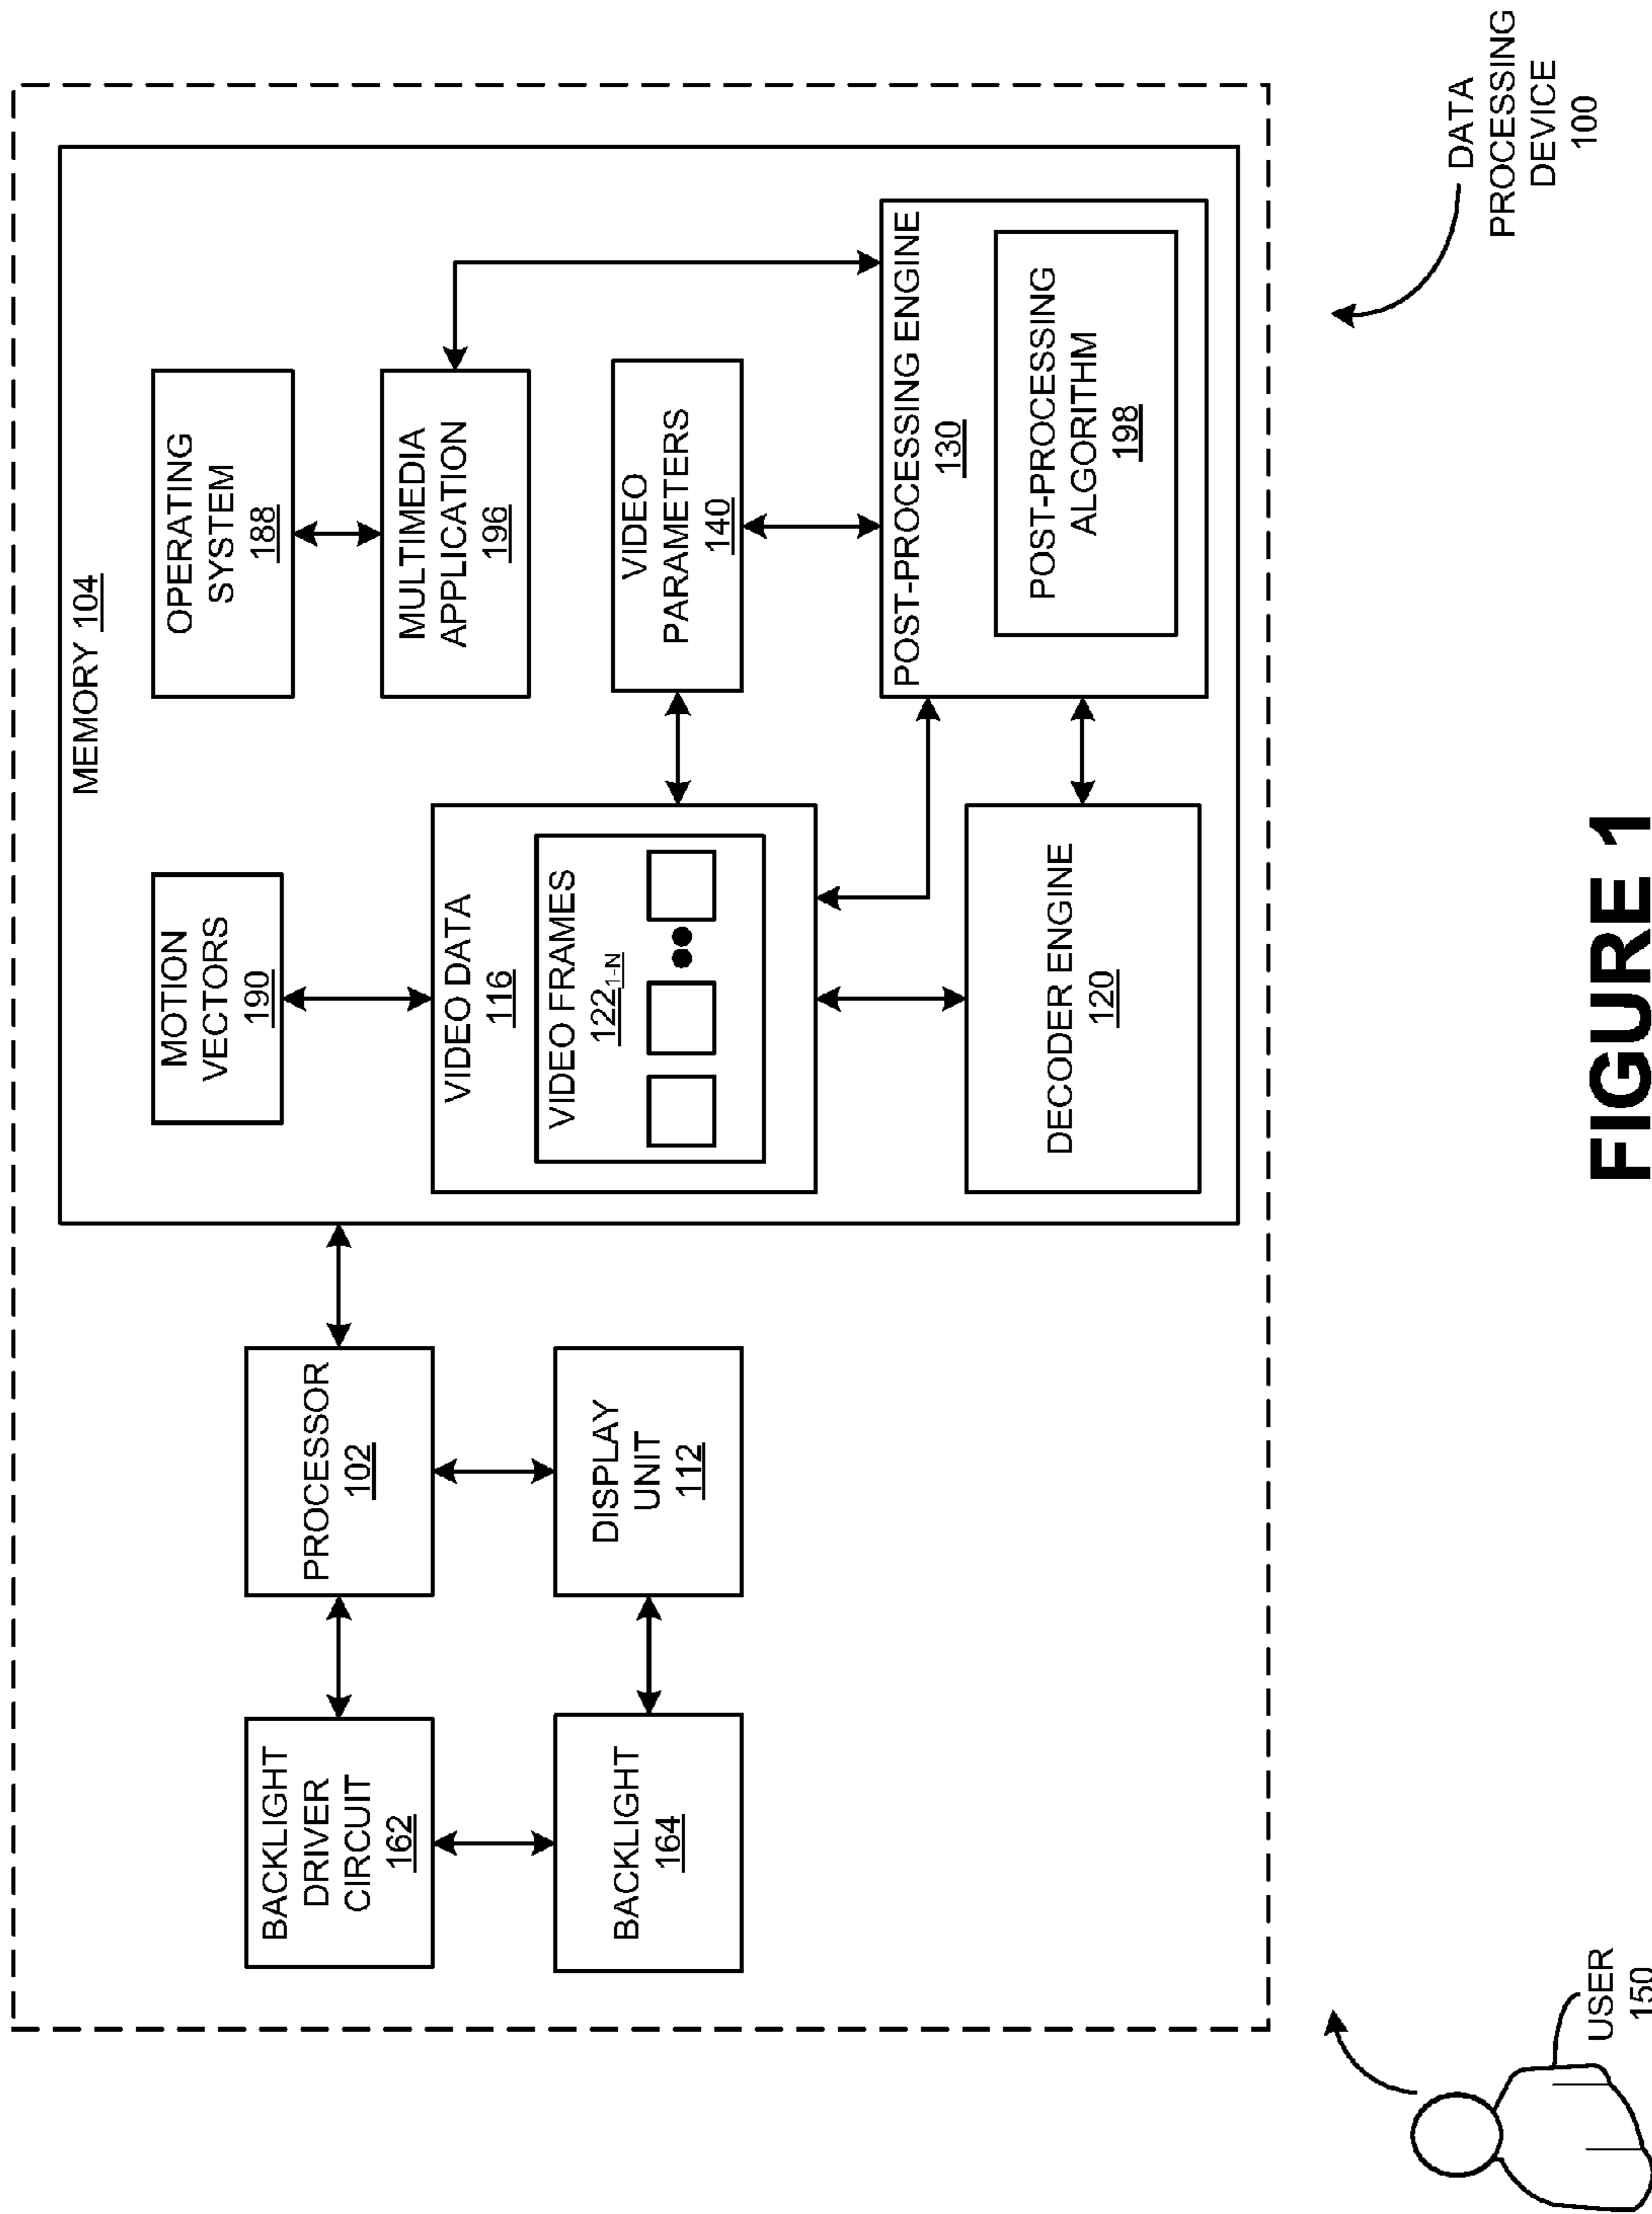 MEMORY 104
MOTION
VECTORS
190
OPERATING
SYSTEM
188
BACKLIGHT
DRIVER
CIRCUIT
162
PROCESSOR
102
VIDEO DATA
116
MULTIMEDIA
APPLICATION
196
VIDEO FRAMES
122₁₋N
BACKLIGHT
164
DISPLAY
UNIT
112
VIDEO
PARAMETERS
140
POST-PROCESSING ENGINE
130
DECODER ENGINE
120
POST-PROCESSING
ALGORITHM
198
DATA
PROCESSING
DEVICE
100
USER
150
FIGURE 1